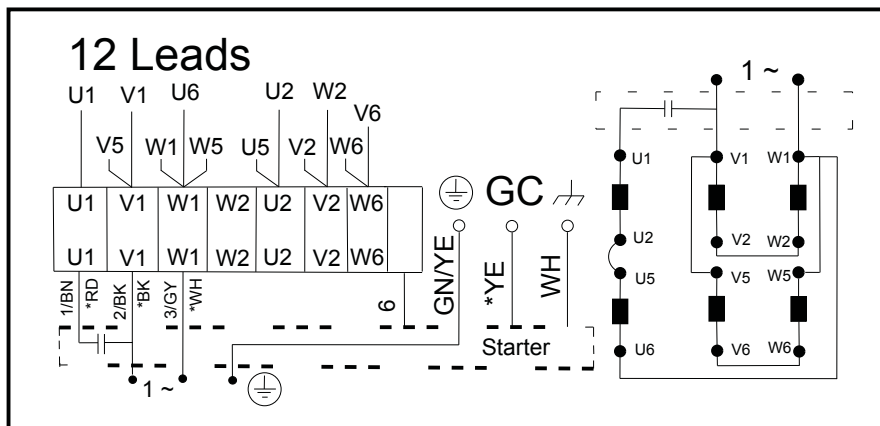 12 Leads
U1 V1 U6 U2 W2
V6
V5 W1 W5 U5 V2 W6
U1 V1 W1 W2 U2 V2 W6
U1 V1 W1 W2 U2 V2 W6
1/BN
*RD
2/BK
*BK
3/GY
*WH
6
GN/YE
GC
*YE
WH
Starter
1 ~
1 ~
U1 V1 W1
U2 V2 W2
U5 V5 W5
U6 V6 W6